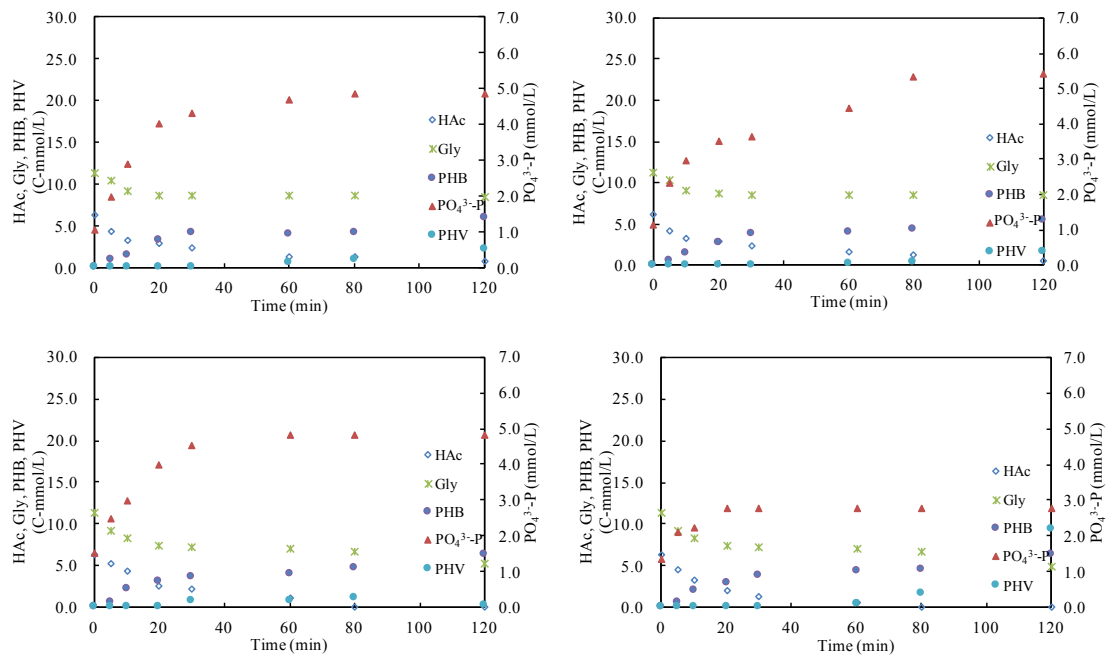 30.0
25.0
20.0
15.0
10.0
5.0
0.0
HAc, Gly, PHB, PHV
(C-mmol/L)
0 20 40 60 80 100 120
Time (min)
7.0
6.0
5.0
4.0
3.0
2.0
1.0
0.0
PO₄³⁻-P (mmol/L)
HAc
Gly
PHB
PO₄³⁻-P
PHV
30.0
25.0
20.0
15.0
10.0
5.0
0.0
HAc, Gly, PHB, PHV
(C-mmol/L)
0 20 40 60 80 100 120
Time (min)
7.0
6.0
5.0
4.0
3.0
2.0
1.0
0.0
PO₄³⁻-P (mmol/L)
HAc
Gly
PHB
PO₄³⁻-P
PHV
30.0
25.0
20.0
15.0
10.0
5.0
0.0
HAc, Gly, PHB, PHV
(C-mmol/L)
0 20 40 60 80 100 120
Time (min)
7.0
6.0
5.0
4.0
3.0
2.0
1.0
0.0
PO₄³⁻-P (mmol/L)
HAc
Gly
PHB
PO₄³⁻-P
PHV
30.0
25.0
20.0
15.0
10.0
5.0
0.0
HAc, Gly, PHB, PHV
(C-mmol/L)
0 20 40 60 80 100 120
Time (min)
7.0
6.0
5.0
4.0
3.0
2.0
1.0
0.0
PO₄³⁻-P (mmol/L)
HAc
Gly
PHB
PO₄³⁻-P
PHV